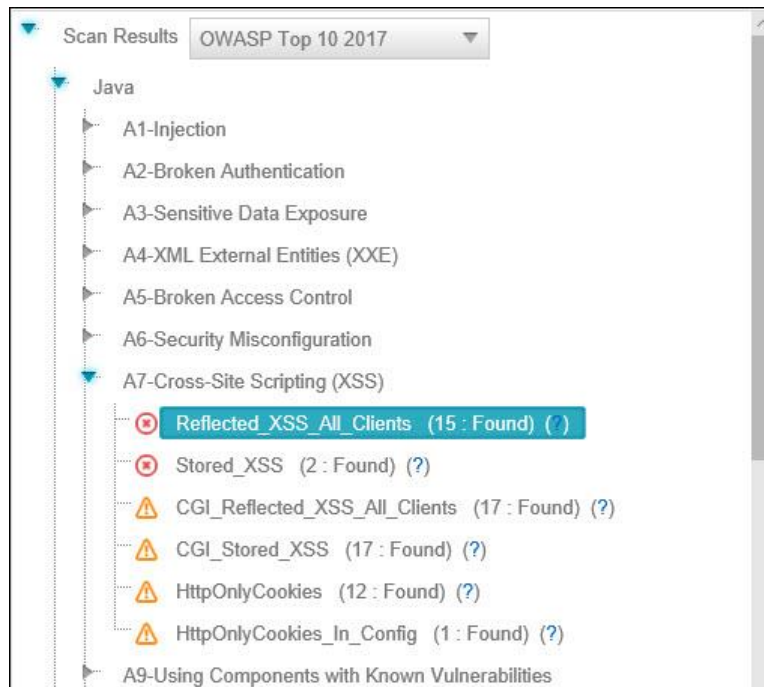 Scan Results OWASP Top 10 2017
Java
A1-Injection
A2-Broken Authentication
A3-Sensitive Data Exposure
A4-XML External Entities (XXE)
A5-Broken Access Control
A6-Security Misconfiguration
A7-Cross-Site Scripting (XSS)
Reflected_XSS_All_Clients (15 : Found) (?)
Stored_XSS (2 : Found) (?)
CGI_Reflected_XSS_All_Clients (17 : Found) (?)
CGI_Stored_XSS (17 : Found) (?)
HttpOnlyCookies (12 : Found) (?)
HttpOnlyCookies_In_Config (1 : Found) (?)
A9-Using Components with Known Vulnerabilities